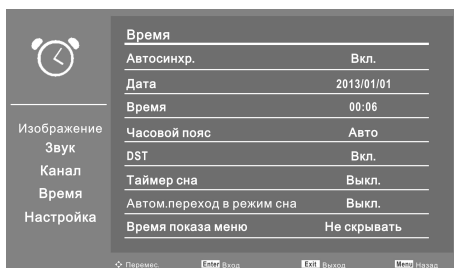 Время
Автосинхр. Вкл.
Дата 2013/01/01
Время 00:06
Часовой пояс Авто
DST Вкл.
Таймер сна Выкл.
Автом.переход в режим сна Выкл.
Время показа меню Не скрывать
Изображение
Звук
Канал
Время
Настройка
Перемес. Enter Вход Exit Выход Menu Назад